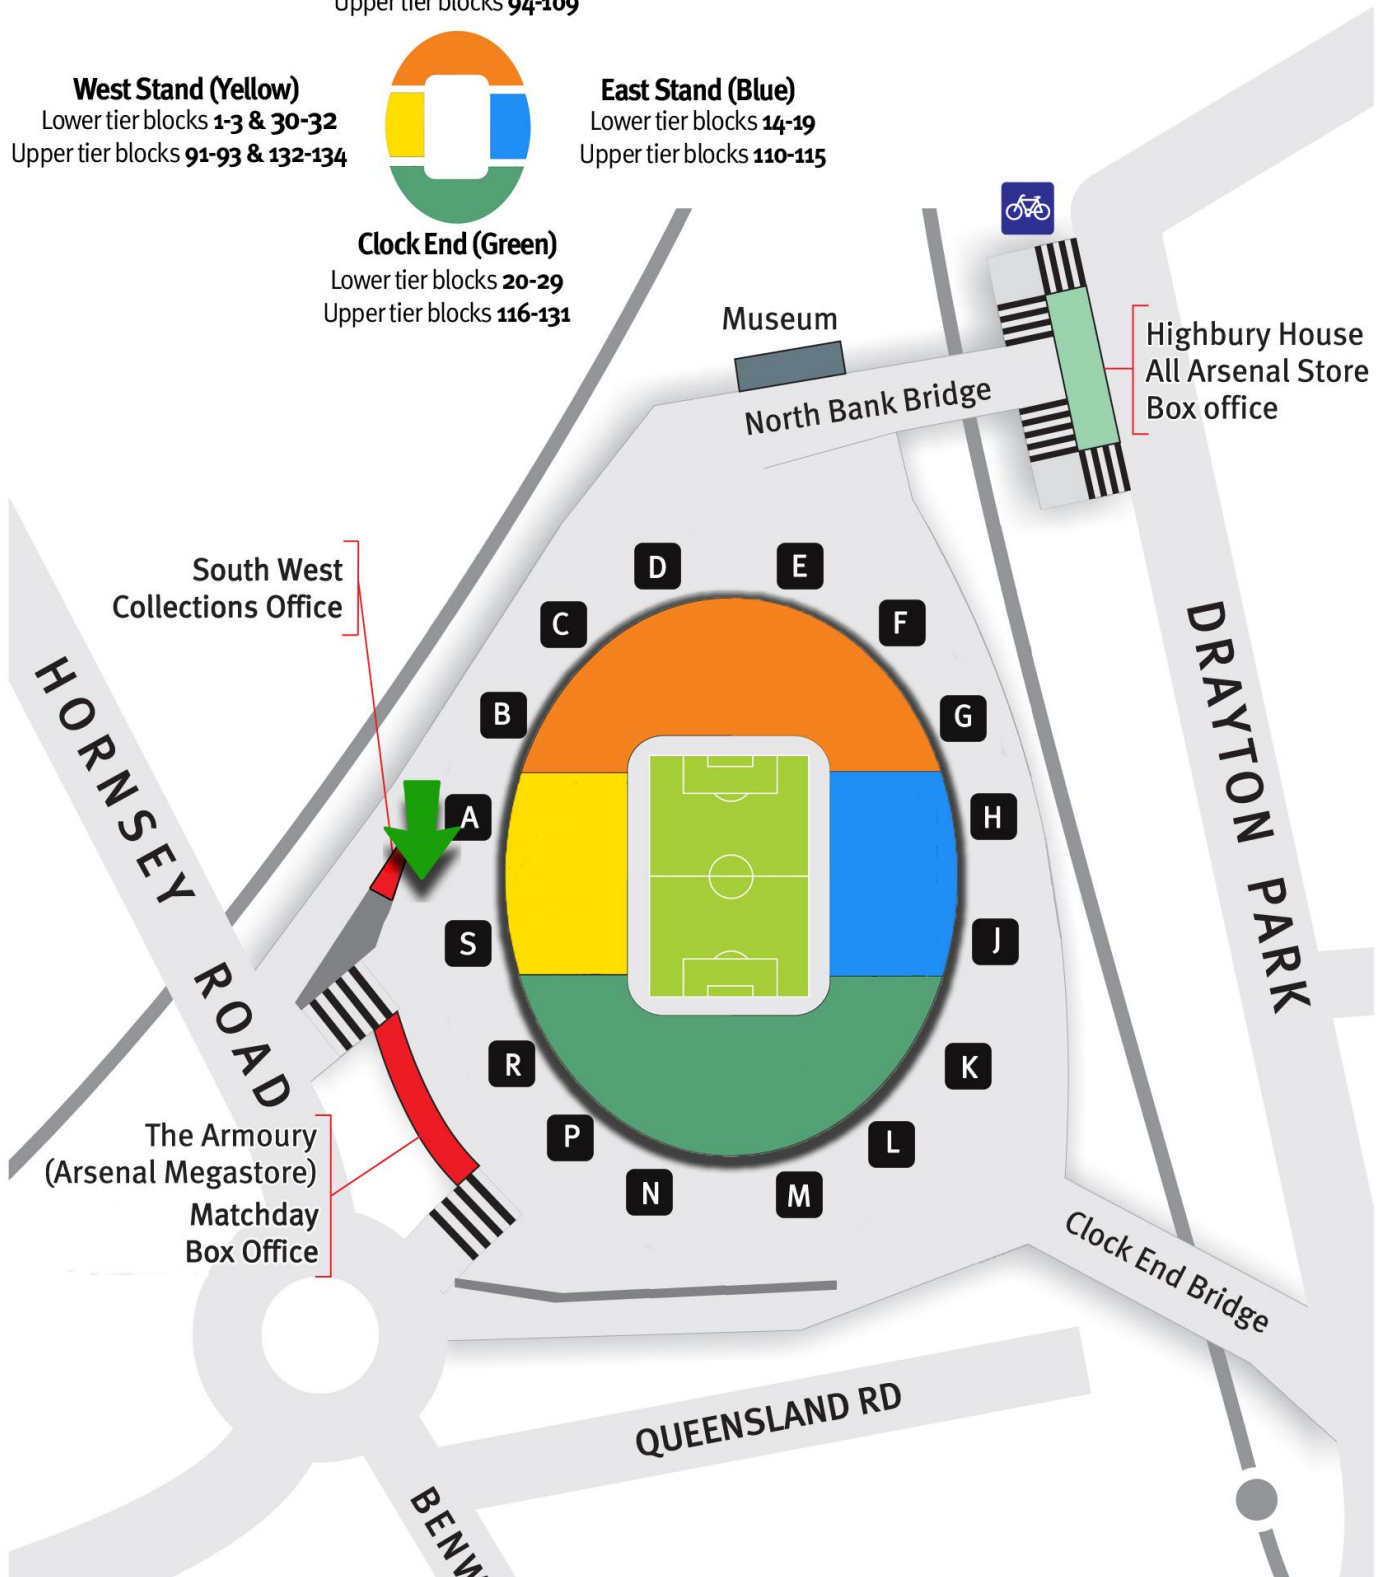 Upper tier blocks 94-109
West Stand (Yellow)
Lower tier blocks 1-3 & 30-32
Upper tier blocks 91-93 & 132-134
East Stand (Blue)
Lower tier blocks 14-19
Upper tier blocks 110-115
Clock End (Green)
Lower tier blocks 20-29
Upper tier blocks 116-131
Museum
North Bank Bridge
Highbury House
All Arsenal Store
Box office
South West
Collections Office
D
E
C
F
B
G
A
H
S
J
R
K
P
L
N
M
HORNSEY ROAD
DRAYTON PARK
The Armoury
(Arsenal Megastore)
Matchday
Box Office
Clock End Bridge
QUEENSLAND RD
BENW